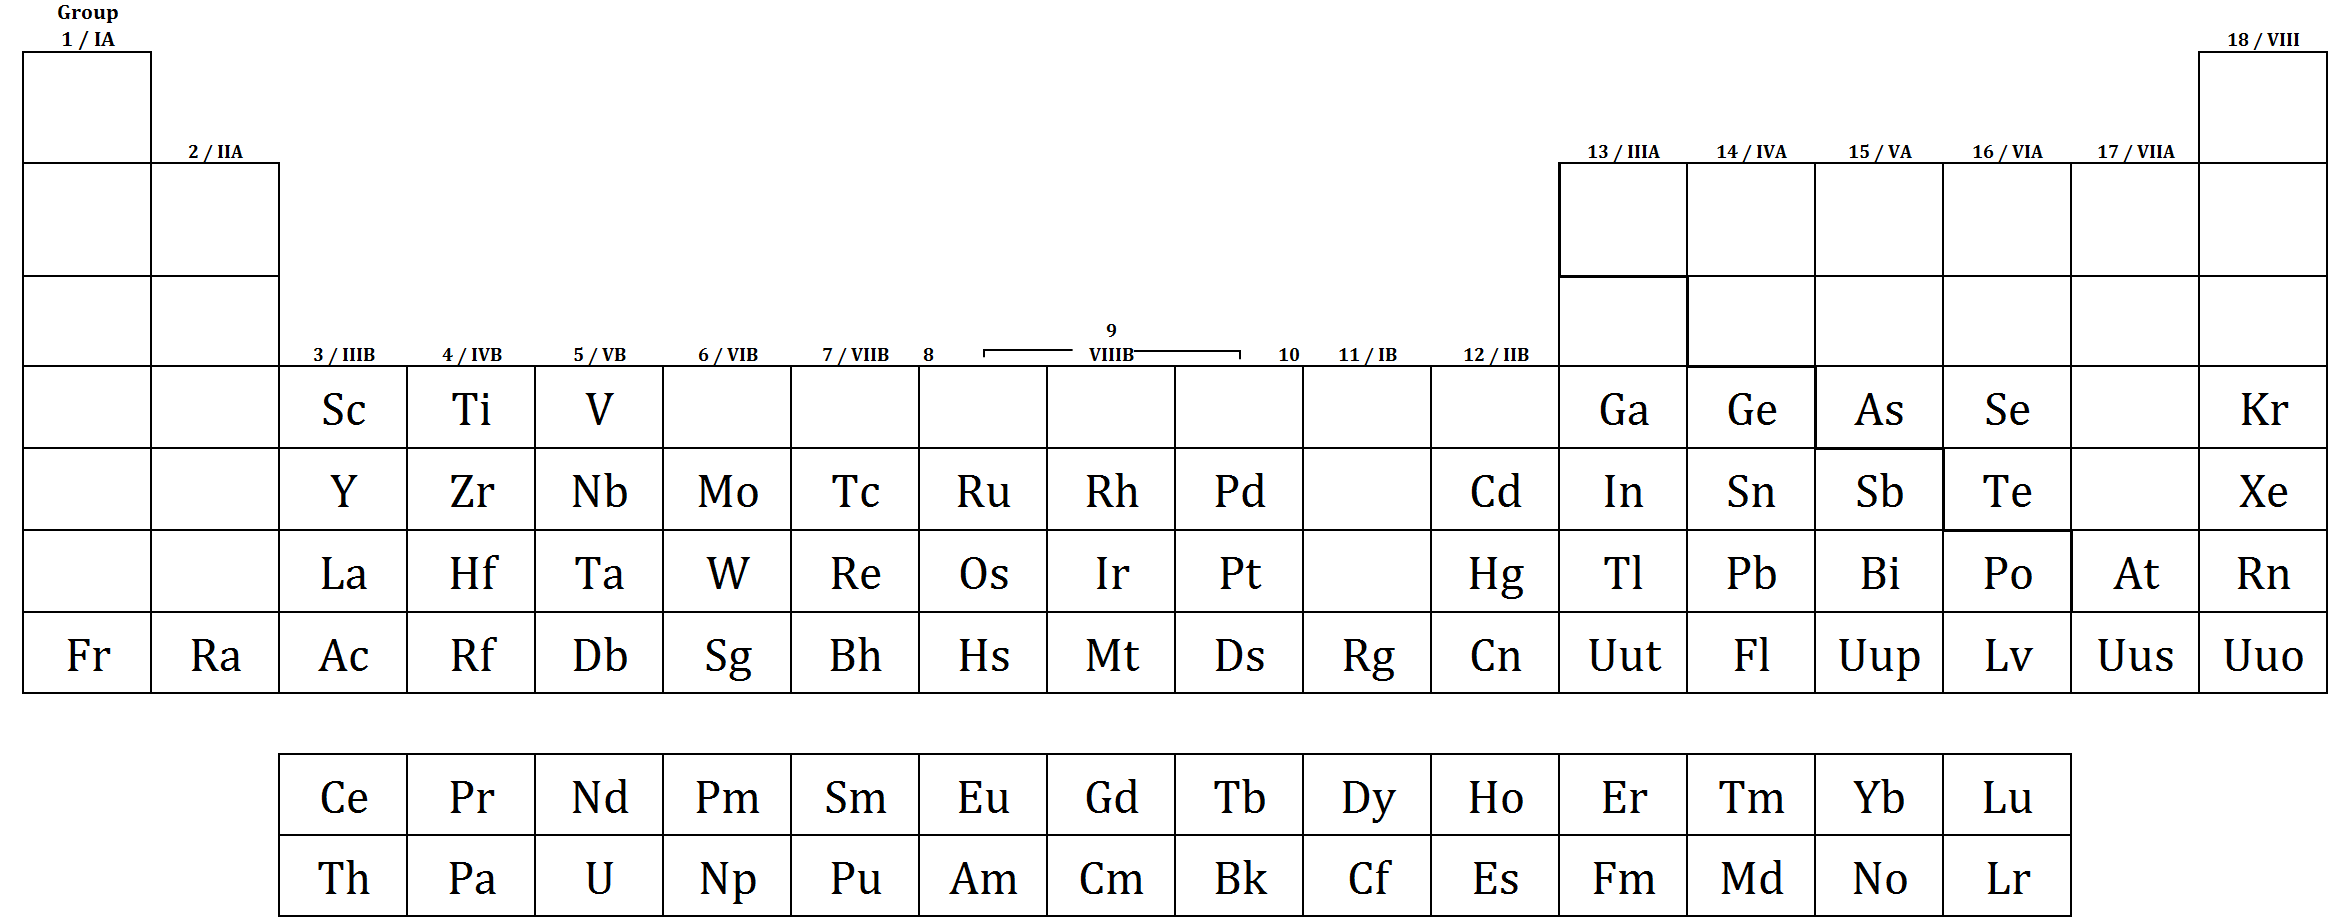 Group
1 / IA 18 / VIII
2 / IIA 13 / IIIA 14 / IVA 15 / VA 16 / VIA 17 / VIIA
9
3 / IIIB 4 / IVB 5 / VB 6 / VIB 7 / VIIB 8 VIIIB 10 11 / IB 12 / IIB
Sc Ti V Ga Ge As Se Kr
Y Zr Nb Mo Tc Ru Rh Pd Cd In Sn Sb Te Xe
La Hf Ta W Re Os Ir Pt Hg Tl Pb Bi Po At Rn
Fr Ra Ac Rf Db Sg Bh Hs Mt Ds Rg Cn Uut Fl Uup Lv Uus Uuo
Ce Pr Nd Pm Sm Eu Gd Tb Dy Ho Er Tm Yb Lu
Th Pa U Np Pu Am Cm Bk Cf Es Fm Md No Lr